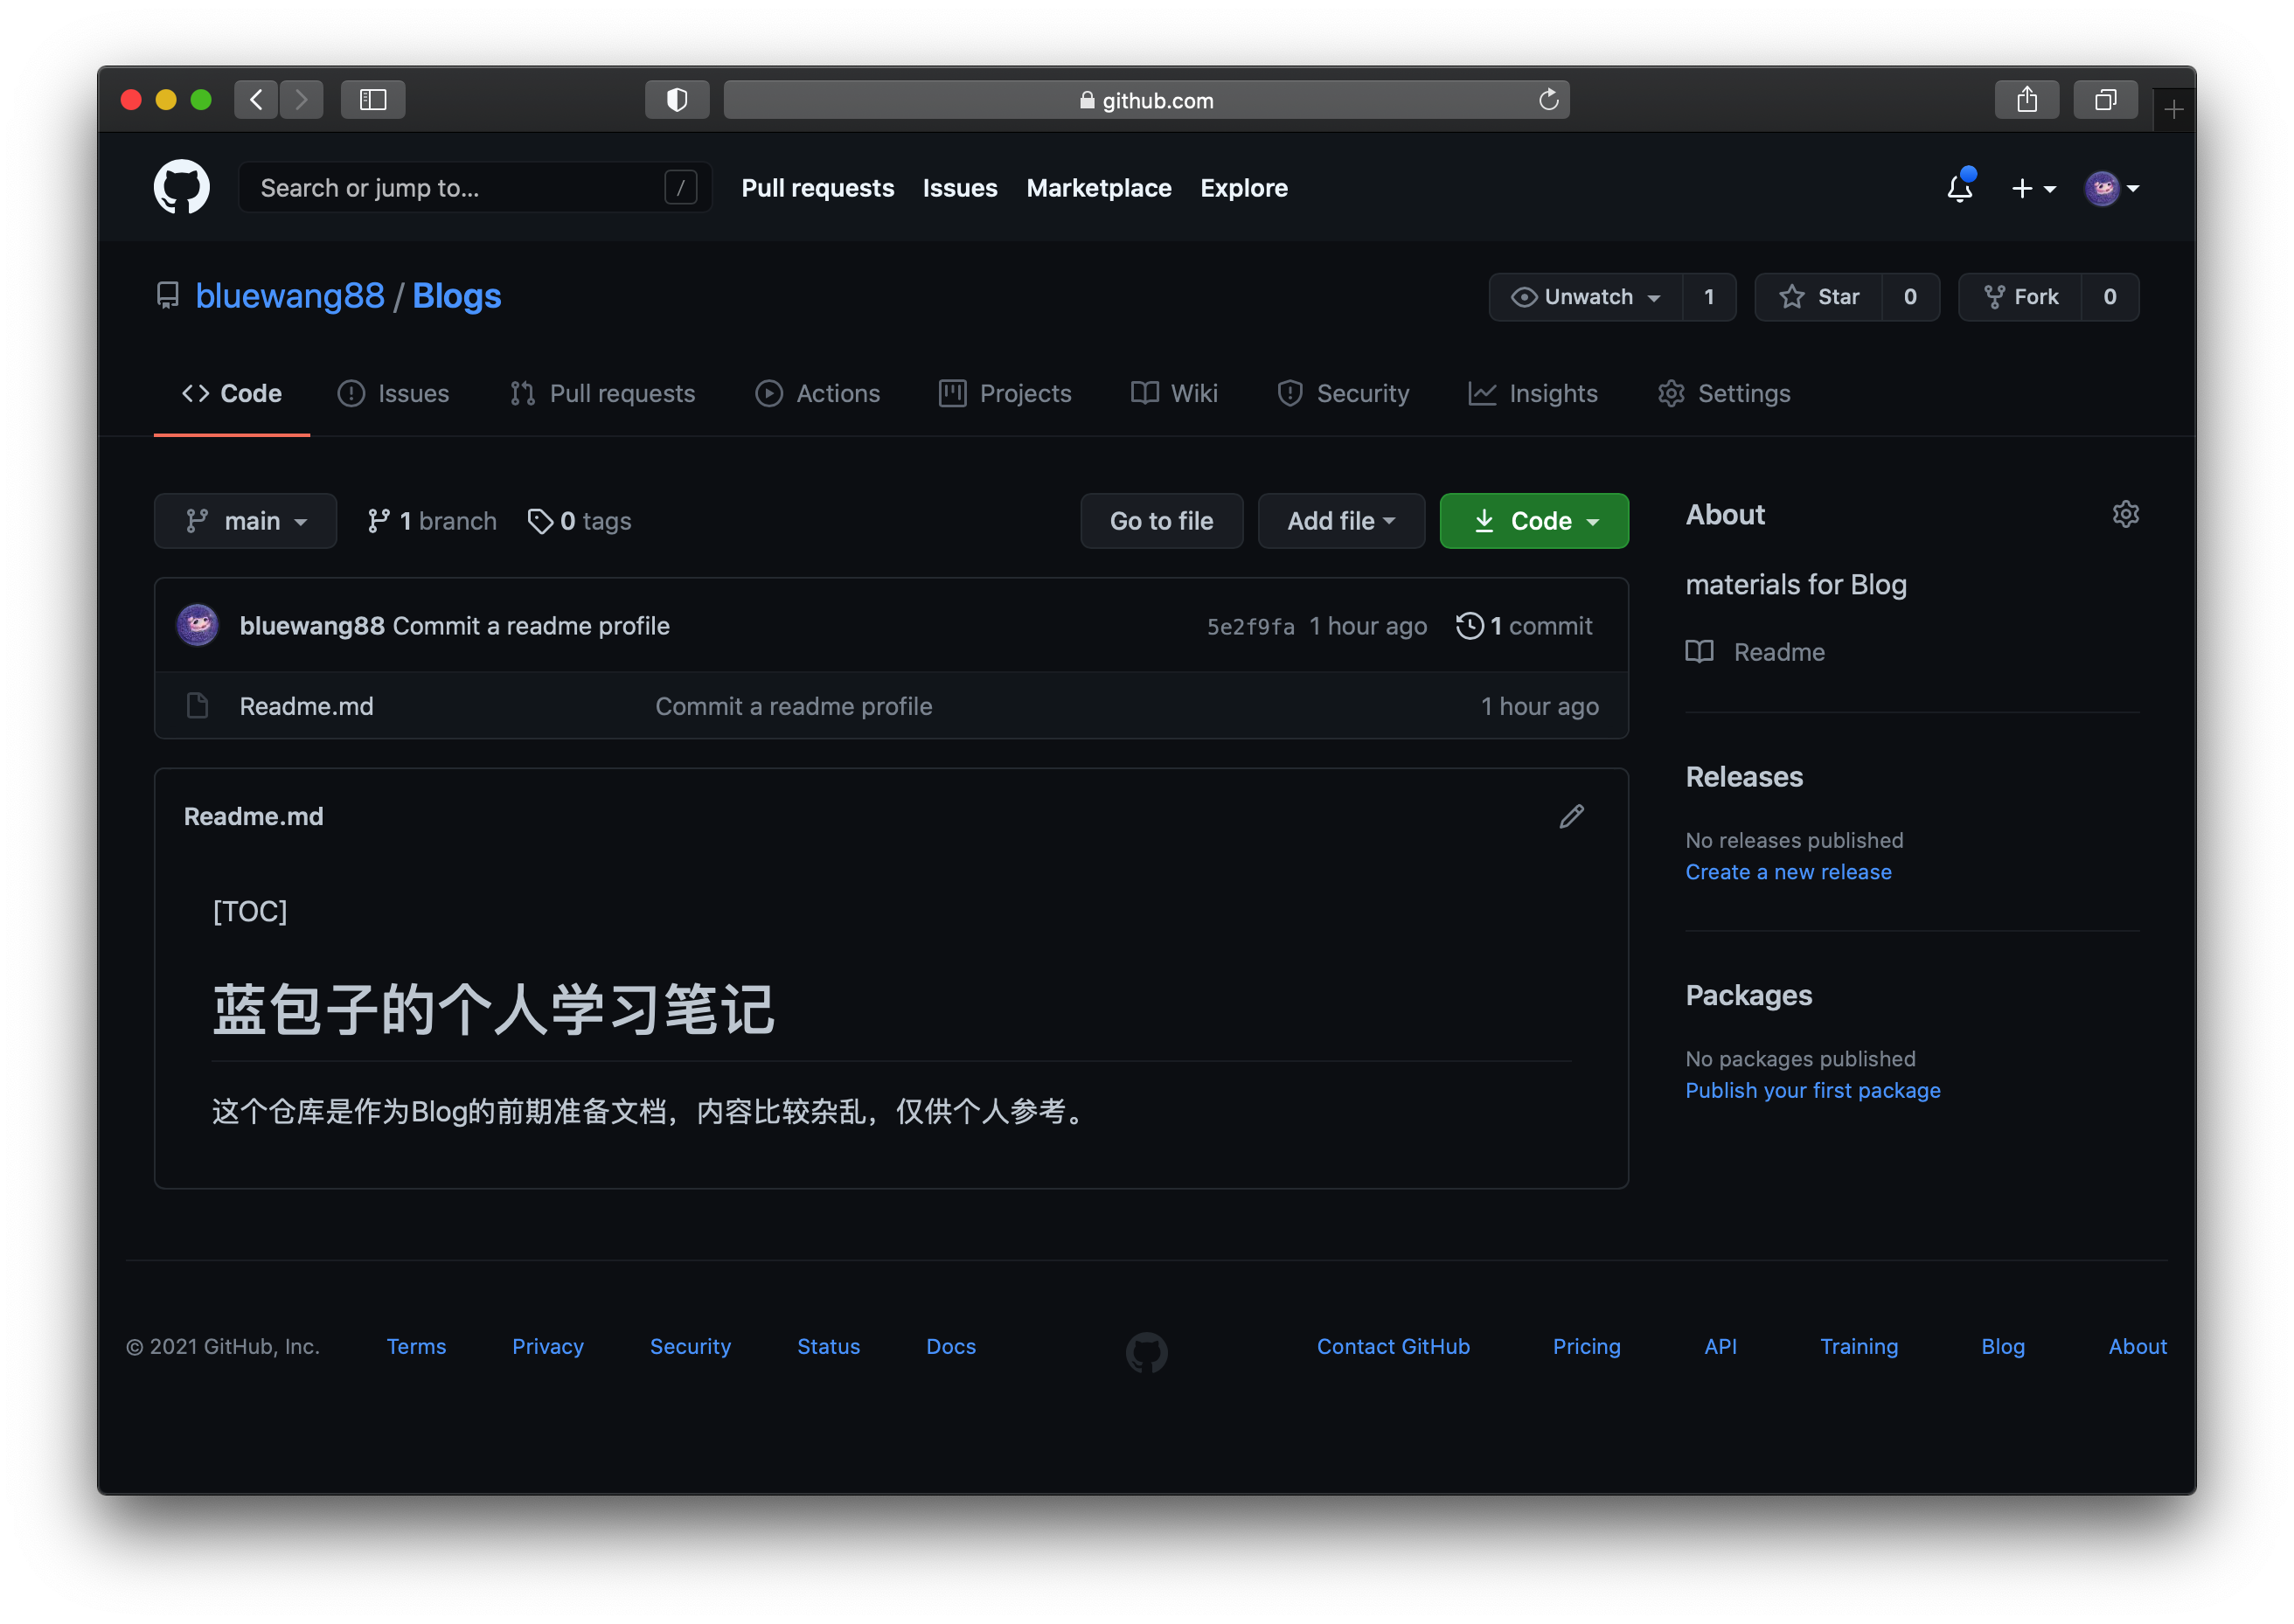 github.com
Search or jump to... /
Pull requests Issues Marketplace Explore
bluewang88 / Blogs
Unwatch 1 Star 0 Fork 0
Code Issues Pull requests Actions Projects Wiki Security Insights Settings
main 1 branch 0 tags Go to file Add file Code
bluewang88 Commit a readme profile 5e2f9fa 1 hour ago 1 commit
Readme.md Commit a readme profile 1 hour ago
Readme.md
[TOC]
蓝包子的个人学习笔记
这个仓库是作为Blog的前期准备文档，内容比较杂乱，仅供个人参考。
About
materials for Blog
Readme
Releases
No releases published
Create a new release
Packages
No packages published
Publish your first package
© 2021 GitHub, Inc. Terms Privacy Security Status Docs Contact GitHub Pricing API Training Blog About